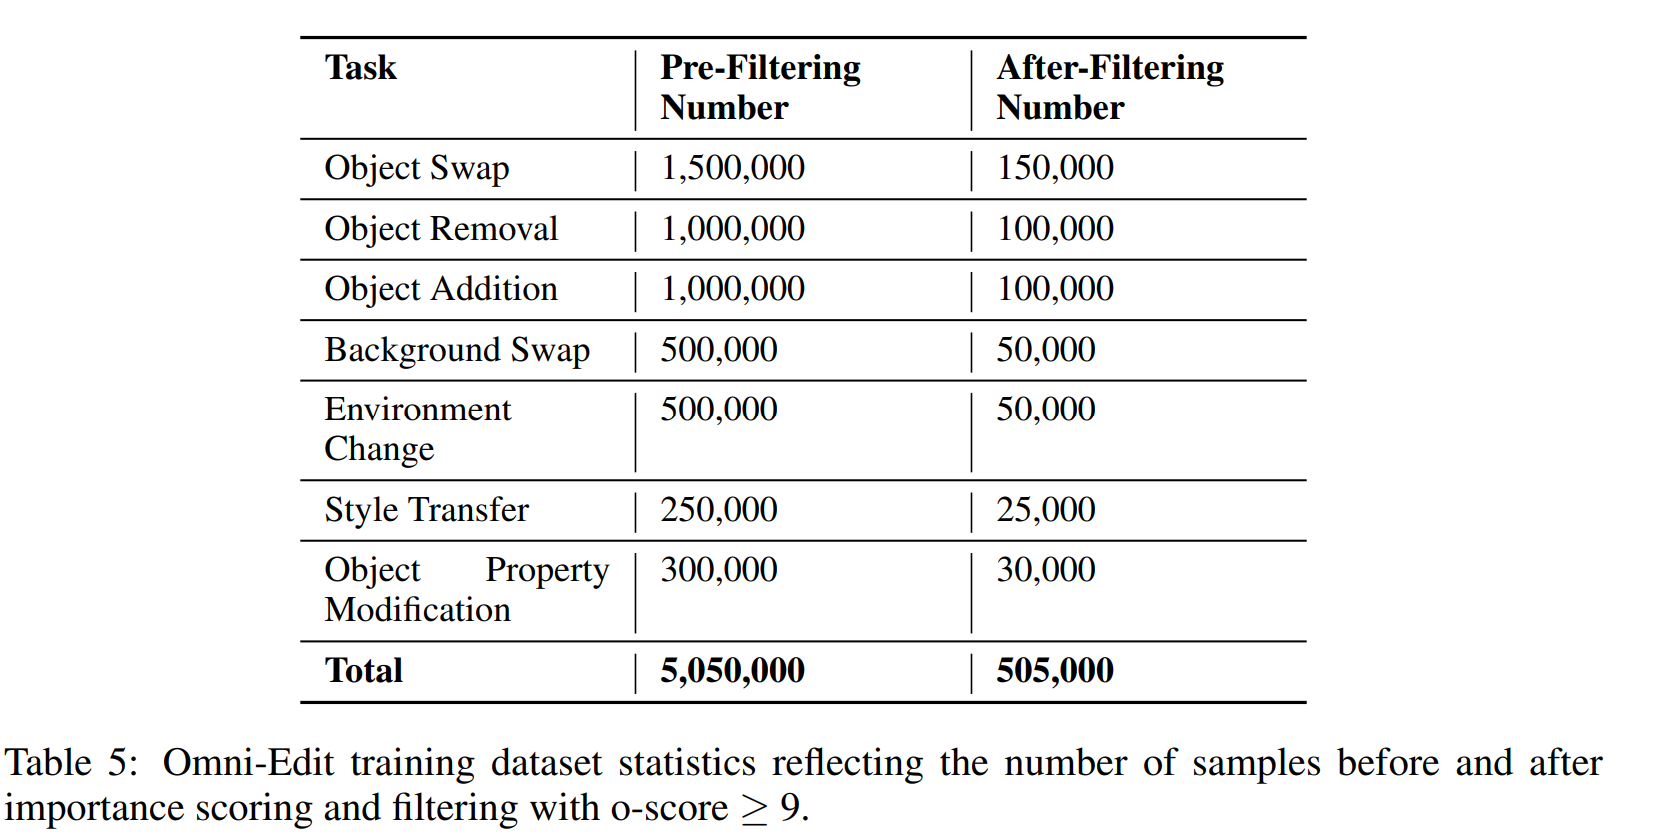 Task Pre-Filtering After-Filtering
Number Number
Object Swap 1,500,000 150,000
Object Removal 1,000,000 100,000
Object Addition 1,000,000 100,000
Background Swap 500,000 50,000
Environment 500,000 50,000
Change
Style Transfer 250,000 25,000
Object Property 300,000 30,000
Modification
Total 5,050,000 505,000
Table 5: Omni-Edit training dataset statistics reflecting the number of samples before and after
importance scoring and filtering with o-score ≥ 9.